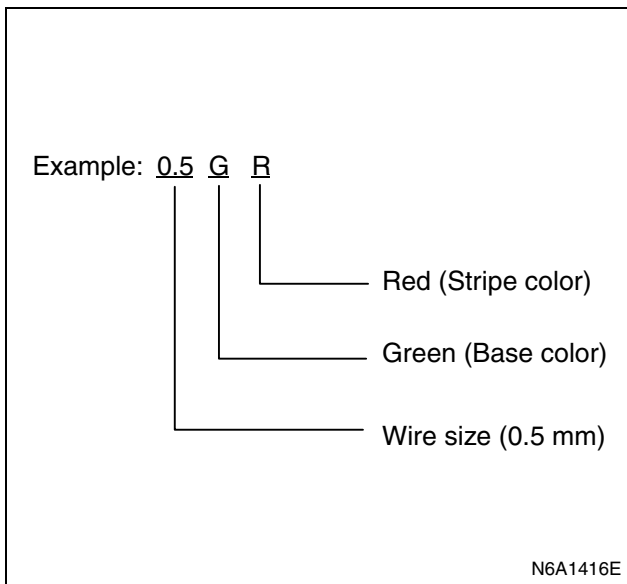 Example: 0.5 G R
Red (Stripe color)
Green (Base color)
Wire size (0.5 mm)
N6A1416E